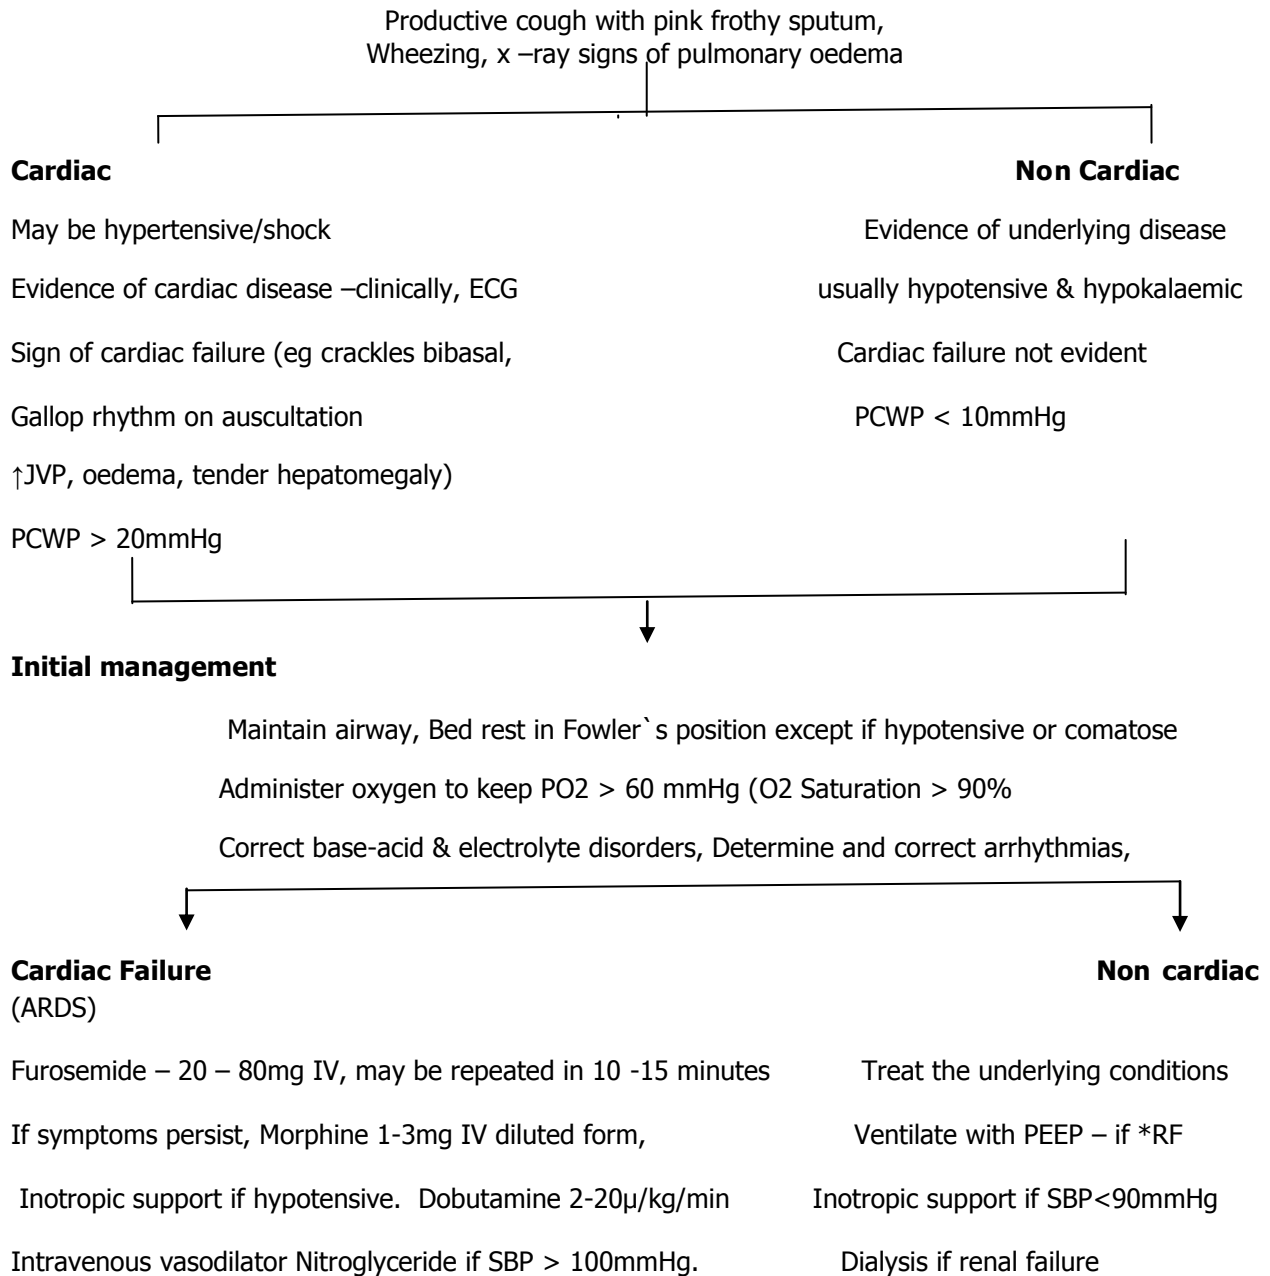 Productive cough with pink frothy sputum,
Wheezing, x –ray signs of pulmonary oedema
Cardiac Non Cardiac
May be hypertensive/shock Evidence of underlying disease
Evidence of cardiac disease –clinically, ECG usually hypotensive & hypokalaemic
Sign of cardiac failure (eg crackles bibasal, Cardiac failure not evident
Gallop rhythm on auscultation PCWP < 10mmHg
↑JVP, oedema, tender hepatomegaly)
PCWP > 20mmHg
Initial management
Maintain airway, Bed rest in Fowler`s position except if hypotensive or comatose
Administer oxygen to keep PO2 > 60 mmHg (O2 Saturation > 90%
Correct base-acid & electrolyte disorders, Determine and correct arrhythmias,
Cardiac Failure Non cardiac
(ARDS)
Furosemide – 20 – 80mg IV, may be repeated in 10 -15 minutes Treat the underlying conditions
If symptoms persist, Morphine 1-3mg IV diluted form, Ventilate with PEEP – if *RF
Inotropic support if hypotensive. Dobutamine 2-20µ/kg/min Inotropic support if SBP<90mmHg
Intravenous vasodilator Nitroglyceride if SBP > 100mmHg. Dialysis if renal failure